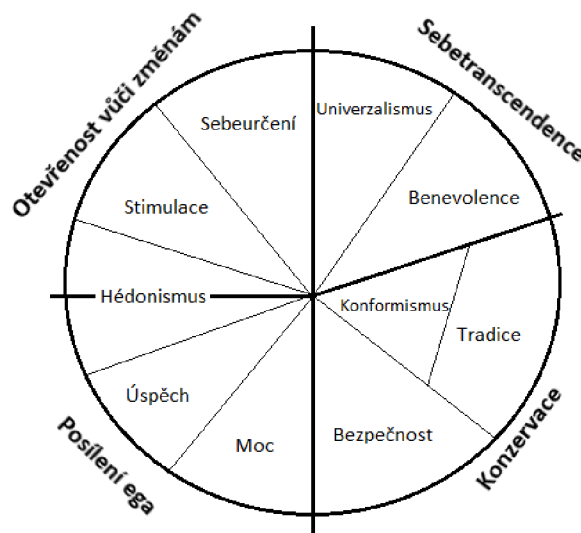 Otevřenost vůči změnám
Sebetranscendence
Sebeurčení
Univerzalismus
Stimulace
Benevolence
Hédonismus
Konformismus
Tradice
Úspěch
Moc
Bezpečnost
Posílení ega
Konzervace